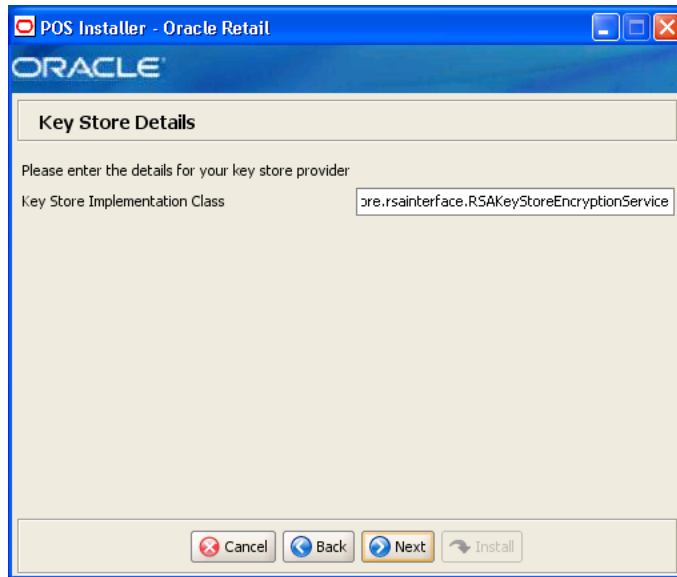 POS Installer - Oracle Retail
ORACLE
Key Store Details
Please enter the details for your key store provider
Key Store Implementation Class
ore.rsainterface.RSAKeyStoreEncryptionService
Cancel
Back
Next
Install